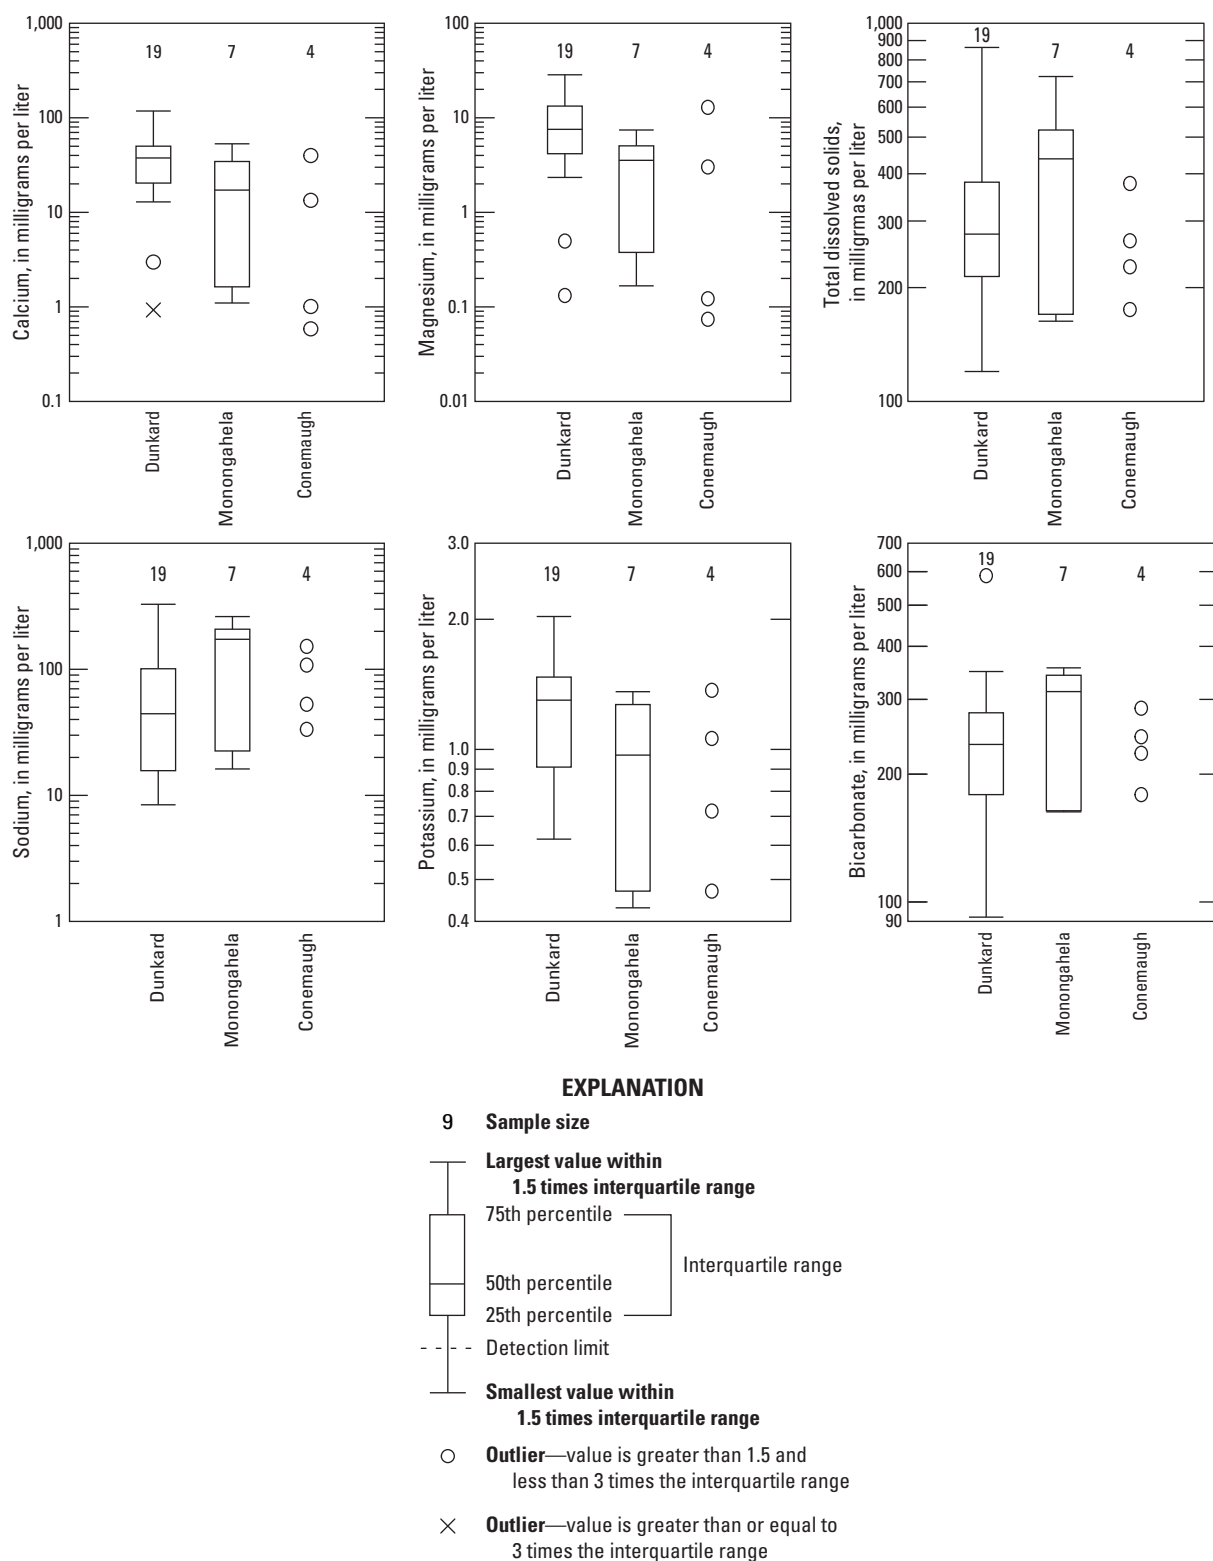 Calcium, in milligrams per liter
1,000
100
10
1
0.1
19
7
4
Dunkard
Monongahela
Conemaugh
Magnesium, in milligrams per liter
100
10
1
0.1
0.01
19
7
4
Dunkard
Monongahela
Conemaugh
Total dissolved solids,
in milligrmas per liter
1,000
900
800
700
600
500
400
300
200
100
19
7
4
Dunkard
Monongahela
Conemaugh
Sodium, in milligrams per liter
1,000
100
10
1
19
7
4
Dunkard
Monongahela
Conemaugh
Potassium, in milligrams per liter
3.0
2.0
1.0
0.9
0.8
0.7
0.6
0.5
0.4
19
7
4
Dunkard
Monongahela
Conemaugh
Bicarbonate, in milligrams per liter
700
600
500
400
300
200
100
90
19
7
4
Dunkard
Monongahela
Conemaugh
EXPLANATION
9 Sample size
Largest value within
1.5 times interquartile range
75th percentile
Interquartile range
50th percentile
25th percentile
Detection limit
Smallest value within
1.5 times interquartile range
Outlier—value is greater than 1.5 and
less than 3 times the interquartile range
Outlier—value is greater than or equal to
3 times the interquartile range